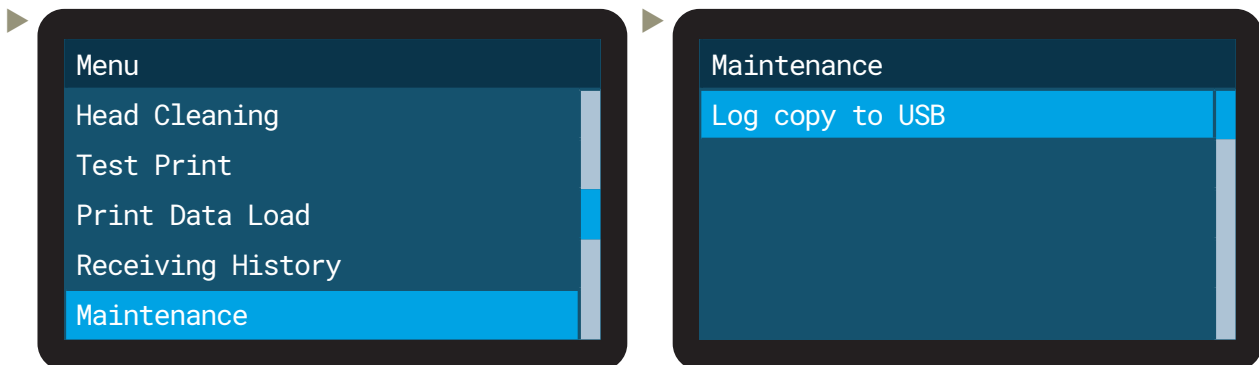 Menu
Head Cleaning
Test Print
Print Data Load
Receiving History
Maintenance
Maintenance
Log copy to USB